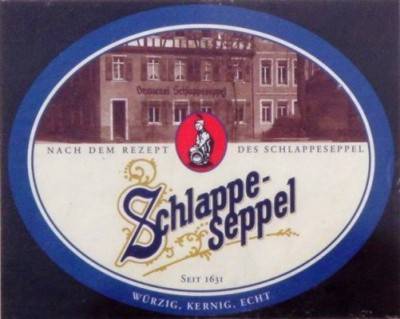 Brauerei Schlappeseppel
NACH DEM REZEPT DES SCHLAPPESEPPEL
Schlappe-
Seppel
SEIT 1631
WÜRZIG, KERNIG, ECHT